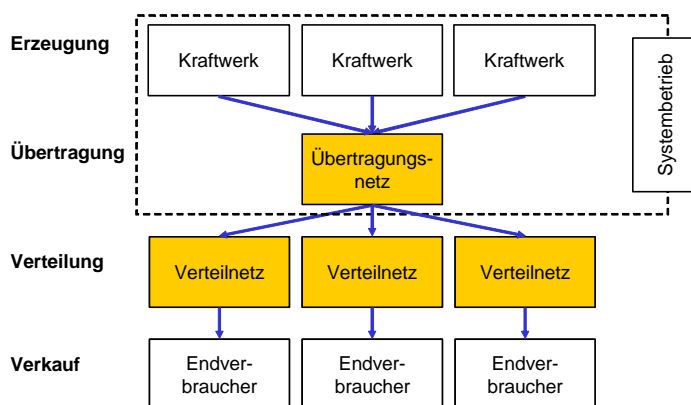 Erzeugung
Kraftwerk
Kraftwerk
Kraftwerk
Systembetrieb
Übertragung
Übertragungs-
netz
Verteilung
Verteilnetz
Verteilnetz
Verteilnetz
Verkauf
Endver-
braucher
Endver-
braucher
Endver-
braucher